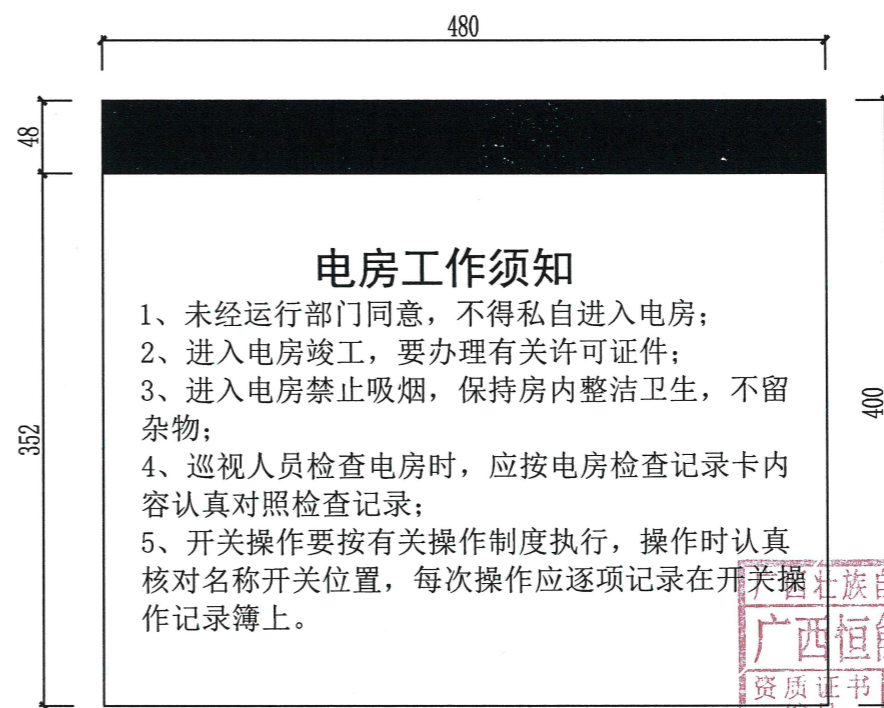 480
48
电房工作须知
1、未经运行部门同意，不得私自进入电房；
2、进入电房竣工，要办理有关许可证件；
3、进入电房禁止吸烟，保持房内整洁卫生，不留
杂物；
400
352
4、巡视人员检查电房时，应按电房检查记录卡内
容认真对照检查记录；
5、开关操作要按有关操作制度执行，操作时认真
核对名称开关位置，每次操作应逐项记录在开关操
作记录簿上。
广西壮族自
广西恒能
资质证书